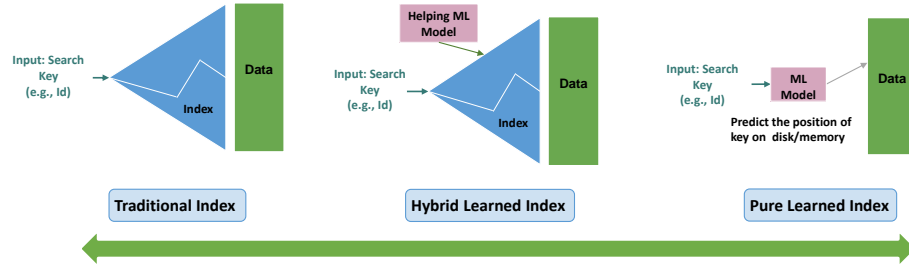 Input: Search
Key
(e.g., Id)
Index
Data
Traditional Index
Helping ML
Model
Input: Search
Key
(e.g., Id)
Index
Data
Hybrid Learned Index
Input: Search
Key
(e.g., Id)
ML
Model
Predict the position of
key on disk/memory
Data
Pure Learned Index